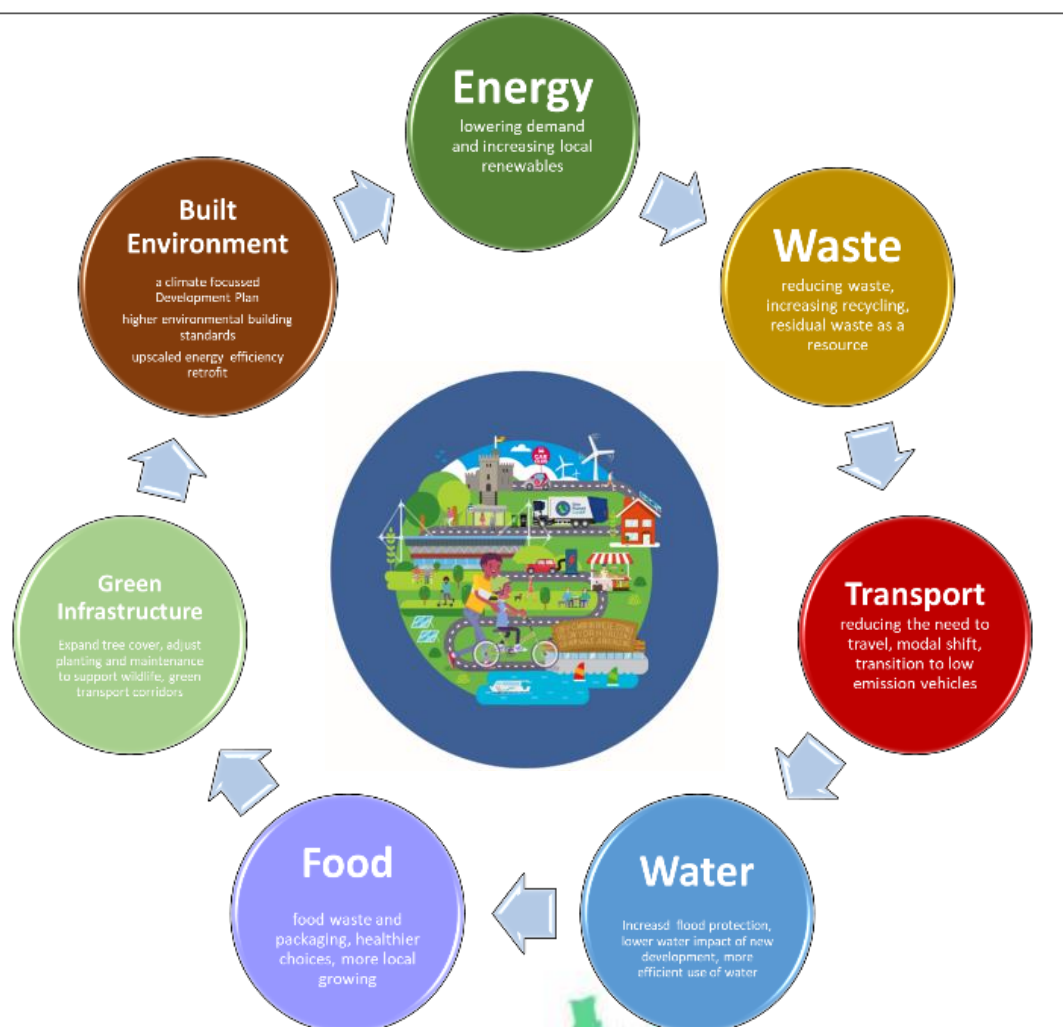 Energy
lowering demand
and increasing local
renewables
Waste
reducing waste,
increasing recycling,
residual waste as a
resource
Transport
reducing the need to
travel, modal shift,
transition to low
emission vehicles
Water
Increasd flood protection,
lower water impact of new
development, more
efficient use of water
Food
food waste and
packaging, healthier
choices, more local
growing
Green
Infrastructure
Expand tree cover, adjust
planting and maintenance
to support wildlife, green
transport corridors
Built
Environment
a climate focussed
Development Plan
higher environmental building
standards
upscaled energy efficiency
retrofit
CAR
CLUB